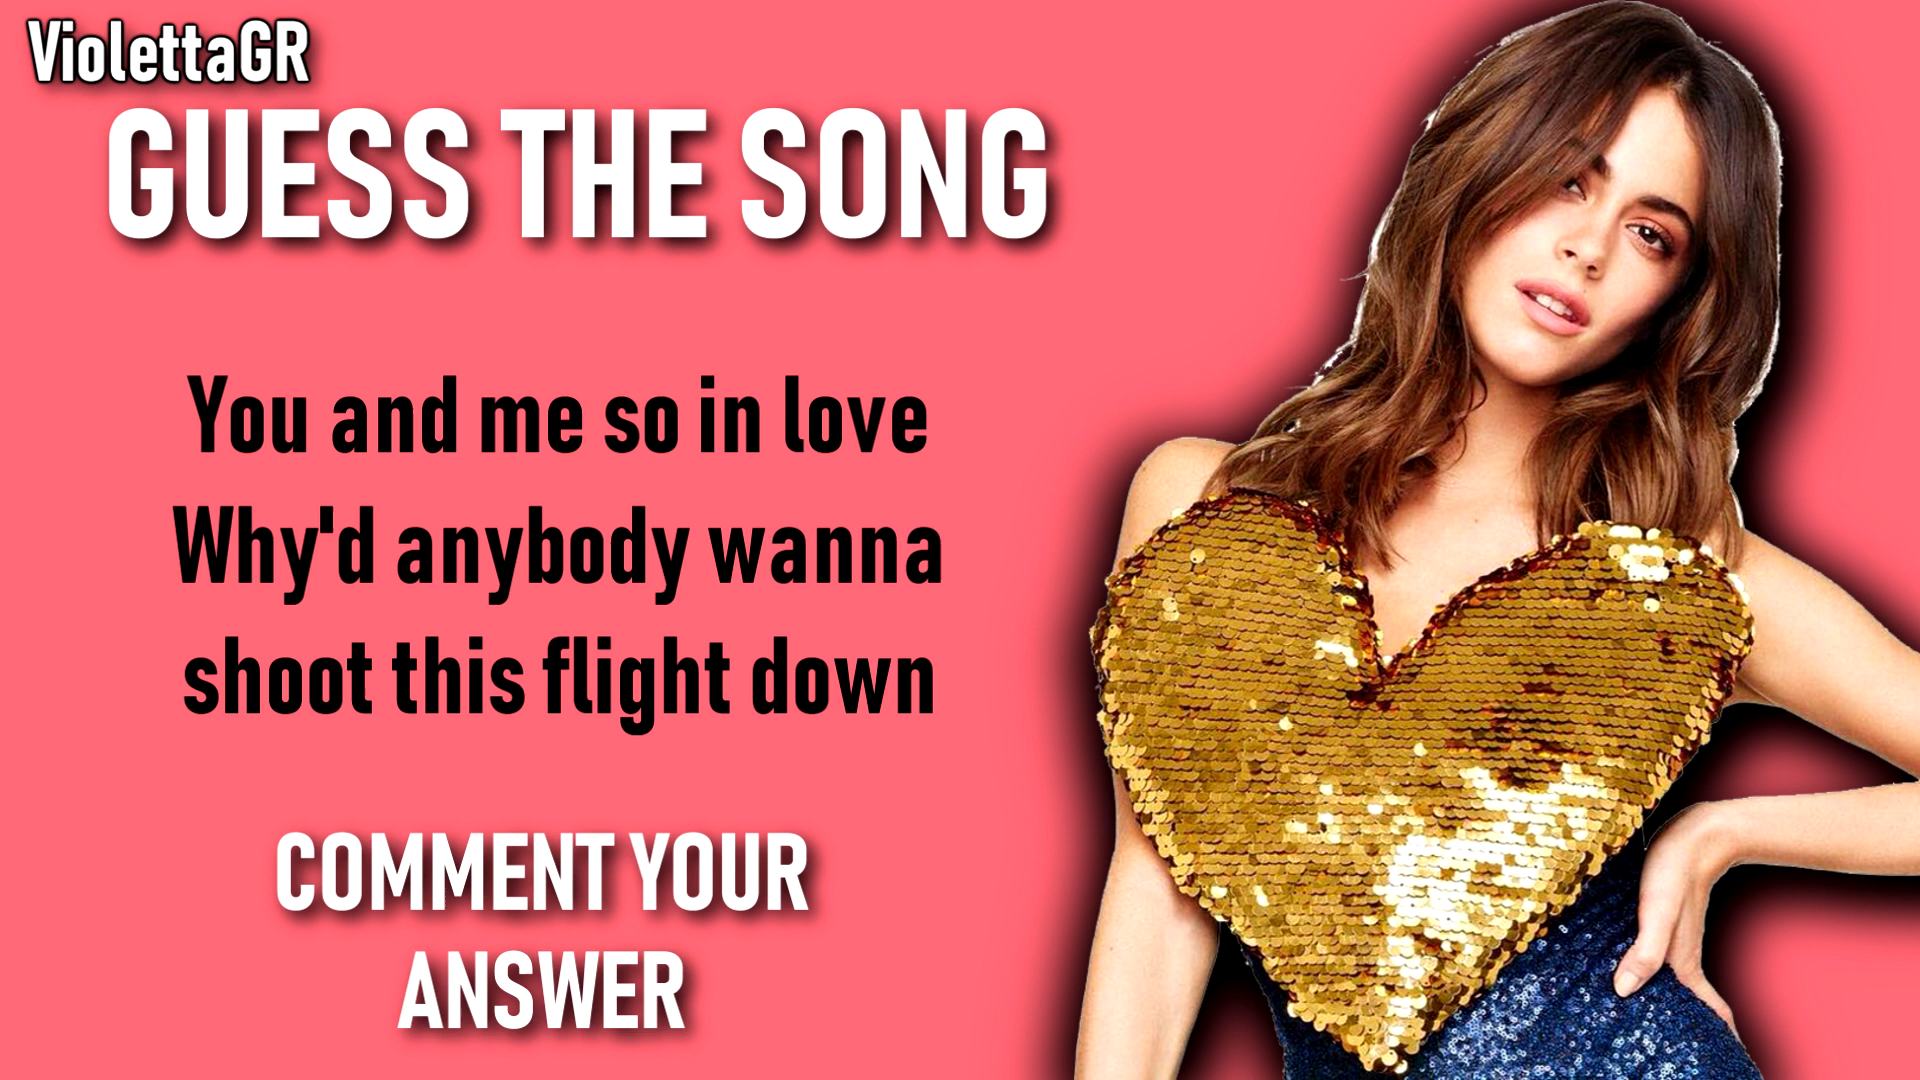 ViolettaGR
GUESS THE SONG
You and me so in love
Why'd anybody wanna
shoot this flight down
COMMENT YOUR
ANSWER